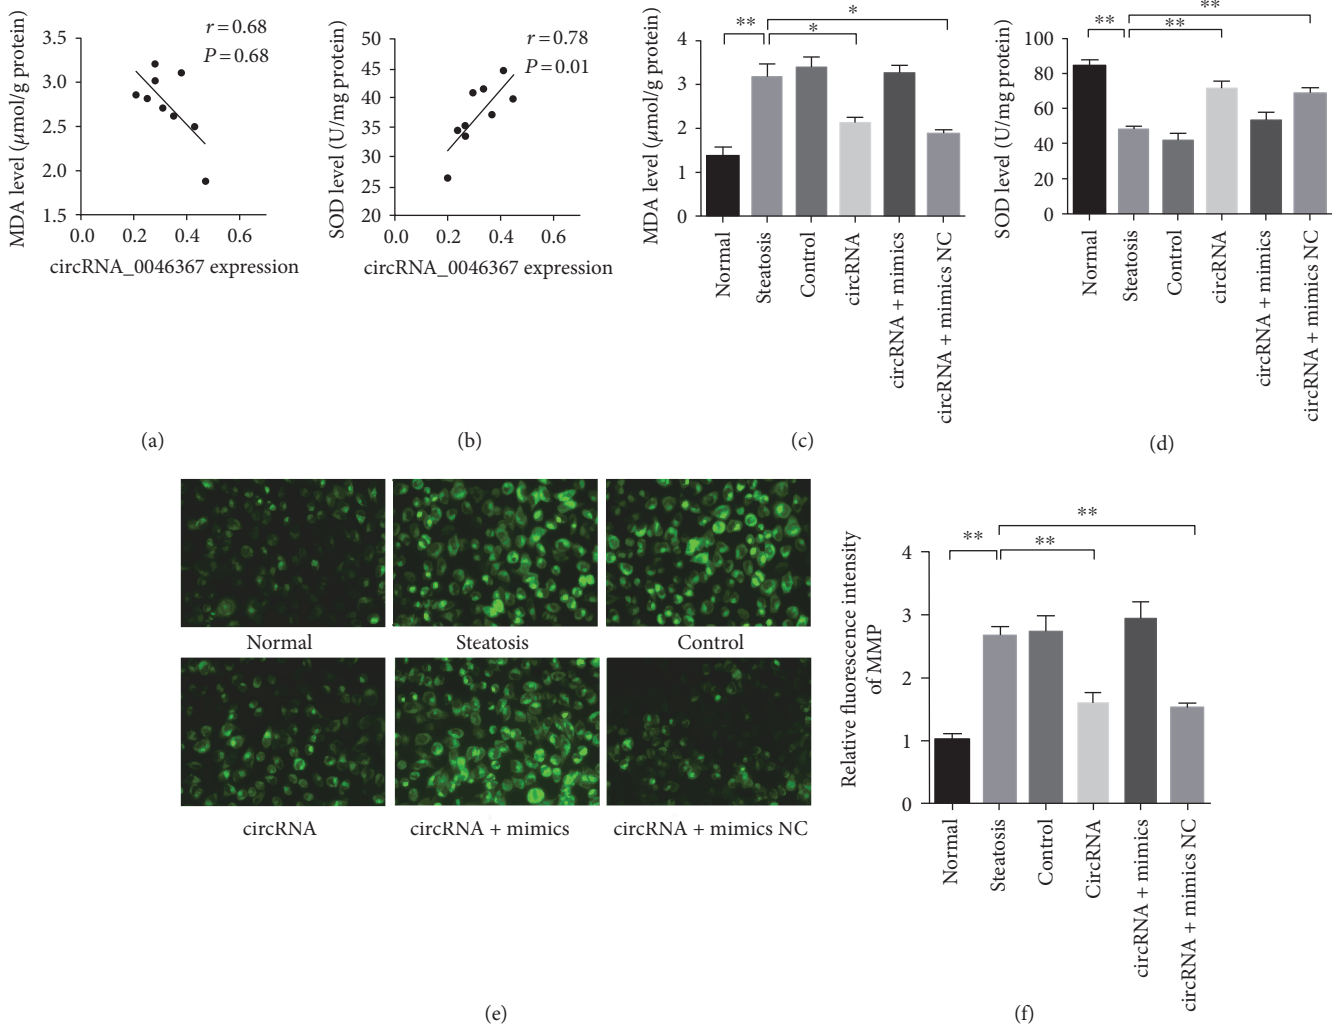 r = 0.68
P = 0.68
MDA level (μmol/g protein)
3.5
3.0
2.5
2.0
1.5
0.0 0.2 0.4 0.6
circRNA_0046367 expression
(a)
r = 0.78
P = 0.01
SOD level (U/mg protein)
50
45
40
35
30
25
20
0.0 0.2 0.4 0.6
circRNA_0046367 expression
(b)
** * *
MDA level (μmol/g protein)
4
3
2
1
0
Normal
Steatosis
Control
circRNA
circRNA + mimics
circRNA + mimics NC
(c)
** ** **
SOD level (U/mg protein)
100
80
60
40
20
0
Normal
Steatosis
Control
circRNA
circRNA + mimics
circRNA + mimics NC
(d)
Normal Steatosis Control
circRNA circRNA + mimics circRNA + mimics NC
(e)
** ** **
Relative fluorescence intensity
of MMP
4
3
2
1
0
Normal
Steatosis
Control
CircRNA
circRNA + mimics
circRNA + mimics NC
(f)